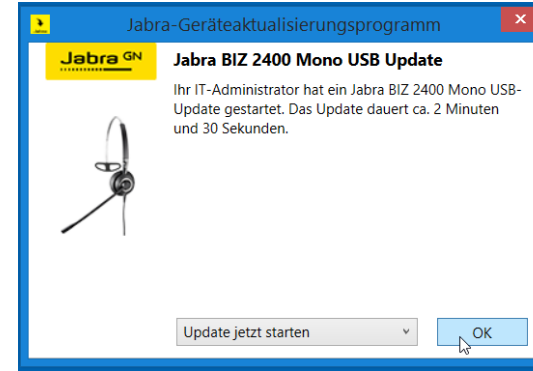 Jabra-Geräteaktualisierungsprogramm
Jabra GN
Jabra BIZ 2400 Mono USB Update
Ihr IT-Administrator hat ein Jabra BIZ 2400 Mono USB-
Update gestartet. Das Update dauert ca. 2 Minuten
und 30 Sekunden.
Update jetzt starten
OK